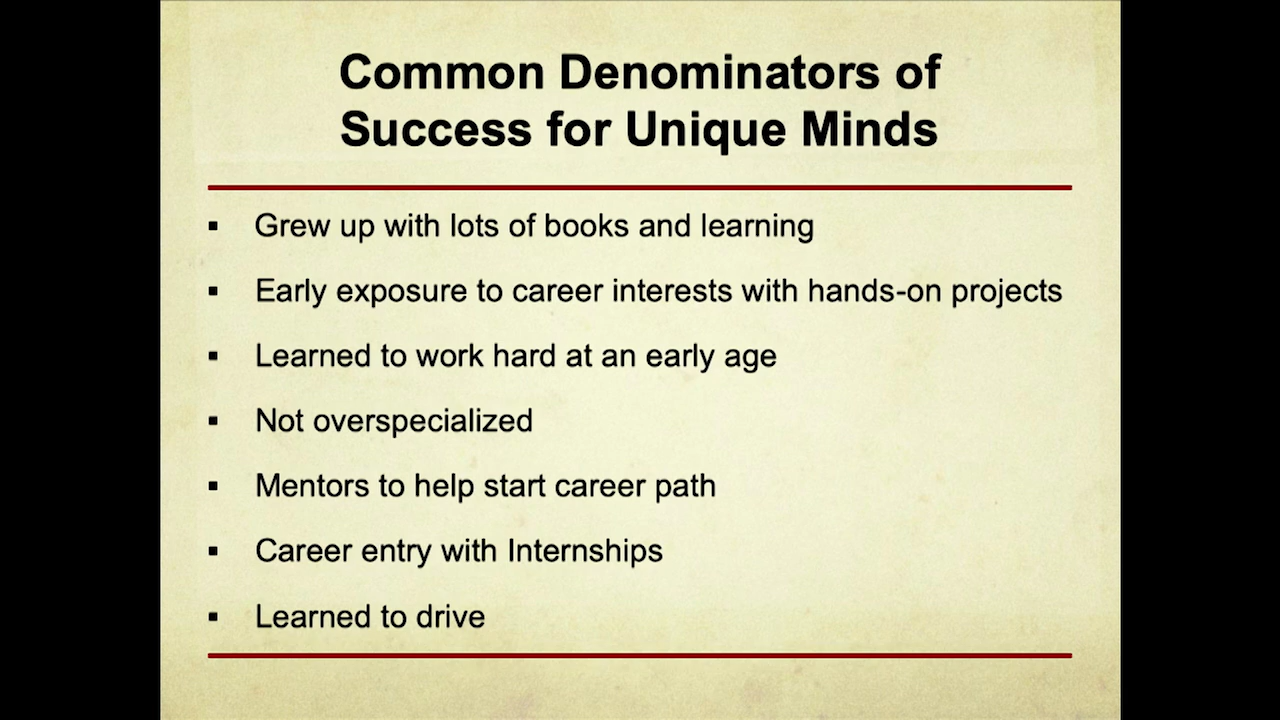 Common Denominators of
Success for Unique Minds
▪ Grew up with lots of books and learning
▪ Early exposure to career interests with hands-on projects
▪ Learned to work hard at an early age
▪ Not overspecialized
▪ Mentors to help start career path
▪ Career entry with Internships
▪ Learned to drive